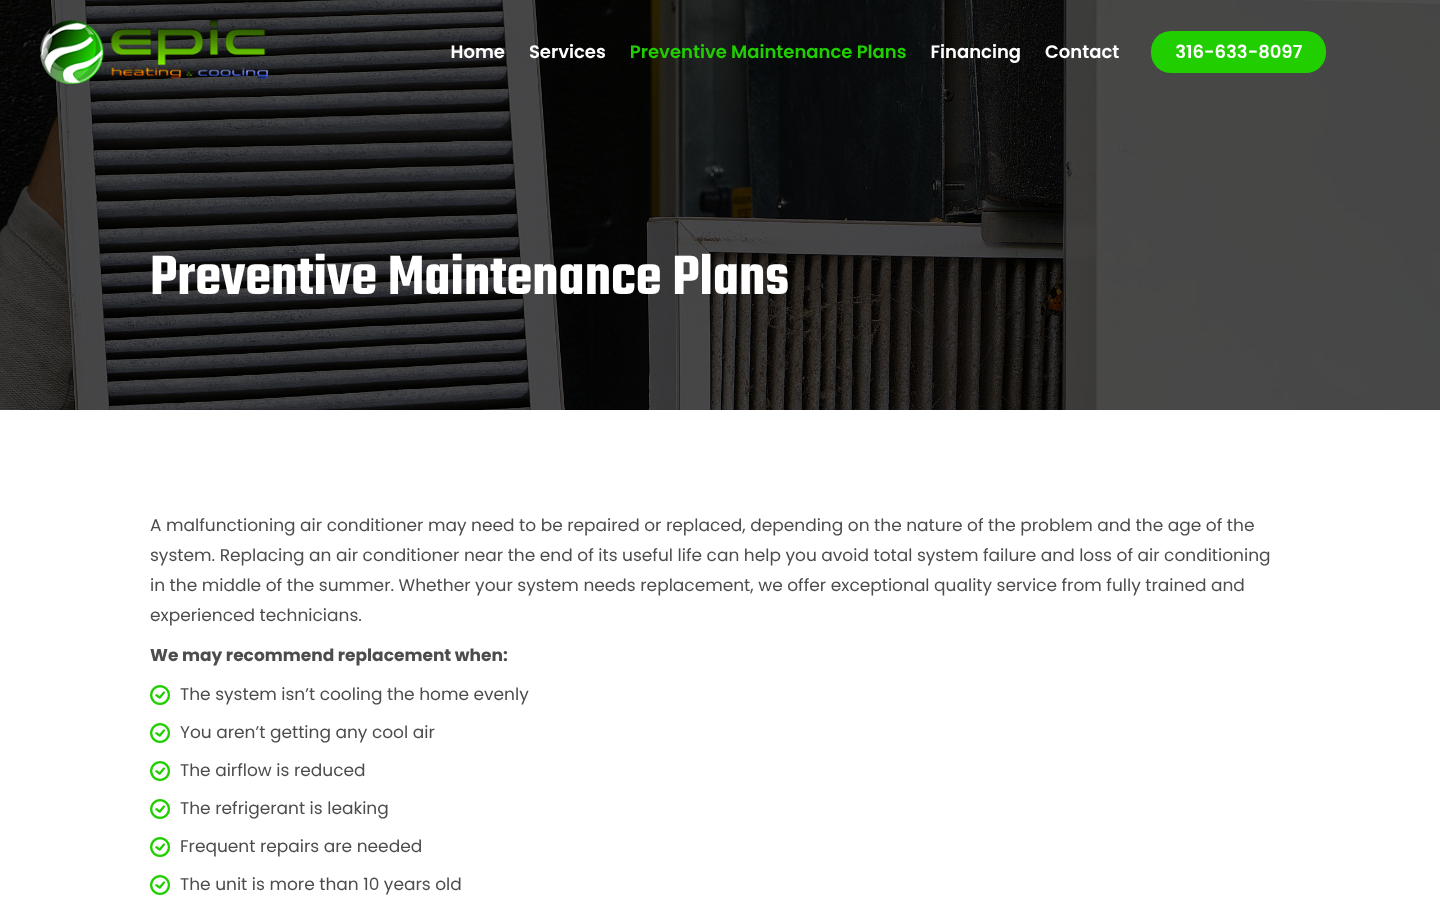 epic
heating & cooling
Home Services Preventive Maintenance Plans Financing Contact 316-633-8097
Preventive Maintenance Plans
A malfunctioning air conditioner may need to be repaired or replaced, depending on the nature of the problem and the age of the
system. Replacing an air conditioner near the end of its useful life can help you avoid total system failure and loss of air conditioning
in the middle of the summer. Whether your system needs replacement, we offer exceptional quality service from fully trained and
experienced technicians.
We may recommend replacement when:
The system isn’t cooling the home evenly
You aren’t getting any cool air
The airflow is reduced
The refrigerant is leaking
Frequent repairs are needed
The unit is more than 10 years old